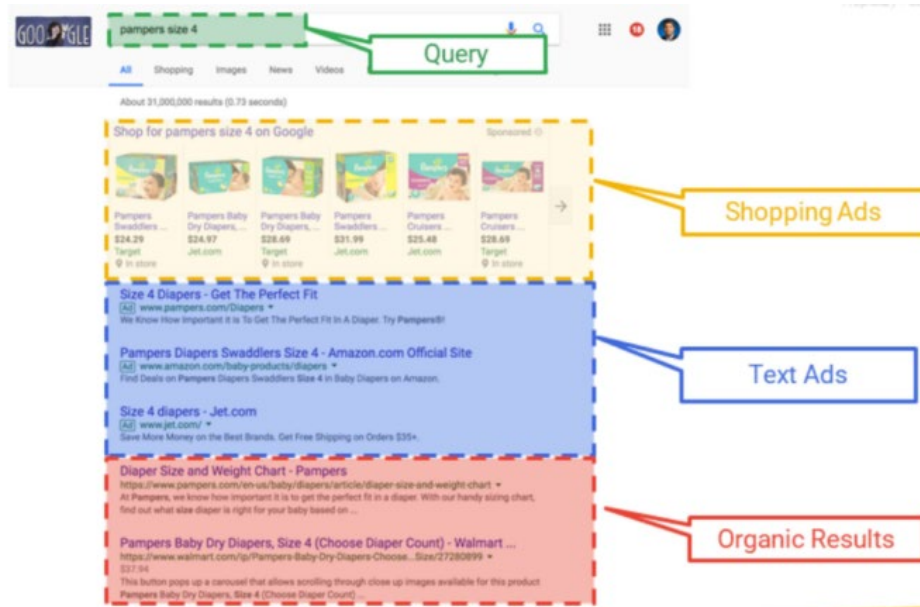 GOOGLE
pampers size 4
Query
All Shopping Images News Videos
About 31,000,000 results (0.73 seconds)
Shop for pampers size 4 on Google Sponsored
Pampers Pampers Baby Pampers Baby Pampers Pampers Pampers
Swaddlers ... Dry Diapers, ... Dry Diapers, ... Swaddlers ... Cruisers ... Cruisers ...
$24.29 $24.97 $28.69 $31.99 $25.48 $28.69
Target Jet.com Target Jet.com Jet.com Target
In store In store In store
Shopping Ads
Size 4 Diapers - Get The Perfect Fit
Ad www.pampers.com/Diapers
We Know How Important It is To Get The Perfect Fit In A Diaper. Try Pampers®!
Pampers Diapers Swaddlers Size 4 - Amazon.com Official Site
Ad www.amazon.com/baby-products/diapers
Find Deals on Pampers Diapers Swaddlers Size 4 in Baby Diapers on Amazon.
Text Ads
Size 4 diapers - Jet.com
Ad www.jet.com/
Save More Money on the Best Brands. Get Free Shipping on Orders $35+.
Diaper Size and Weight Chart - Pampers
https://www.pampers.com/en-us/baby/diapers/article/diaper-size-and-weight-chart
At Pampers, we know how important it is to get the perfect fit in a diaper. With our handy sizing chart,
find out what size diaper is right for your baby based on ...
Organic Results
Pampers Baby Dry Diapers, Size 4 (Choose Diaper Count) - Walmart ...
https://www.walmart.com/ip/Pampers-Baby-Dry-Diapers-Choose...Size/27280899
$37.94
This button pops up a carousel that allows scrolling through close up images available for this product
Pampers Baby Dry Diapers, Size 4 (Choose Diaper Count) ...